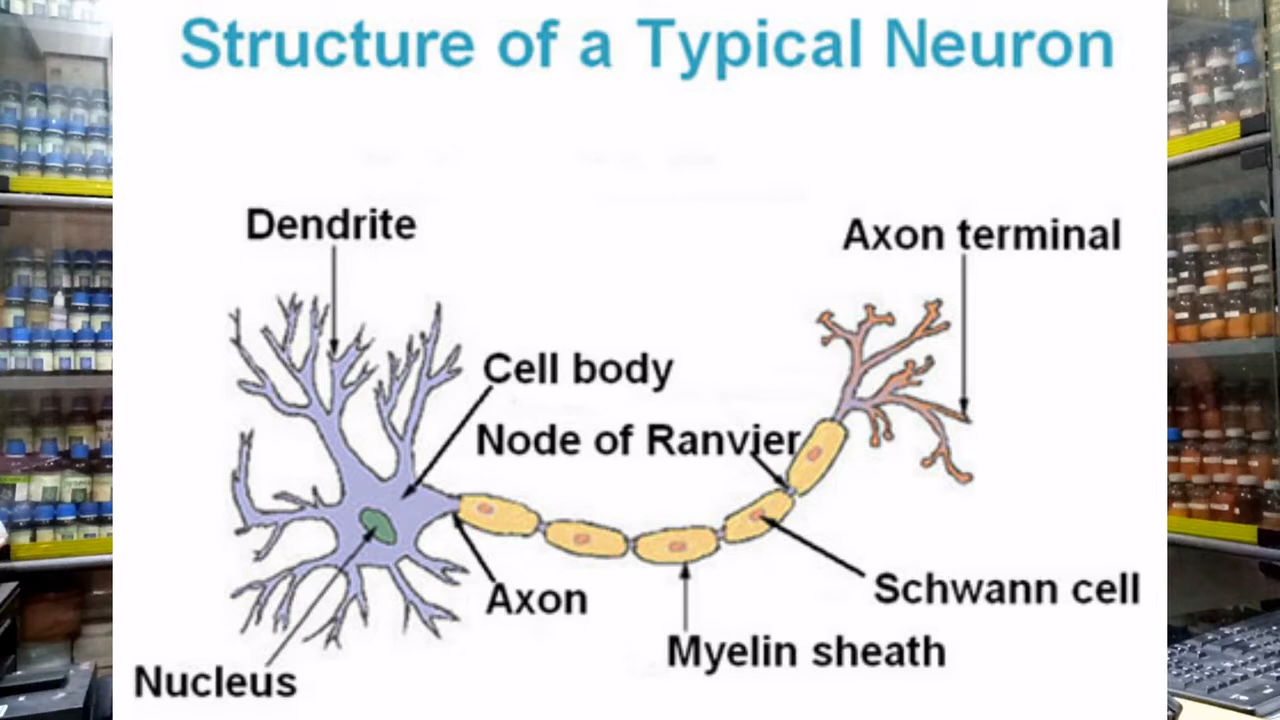 Structure of a Typical Neuron
Dendrite
Axon terminal
Cell body
Node of Ranvier
Axon
Schwann cell
Myelin sheath
Nucleus